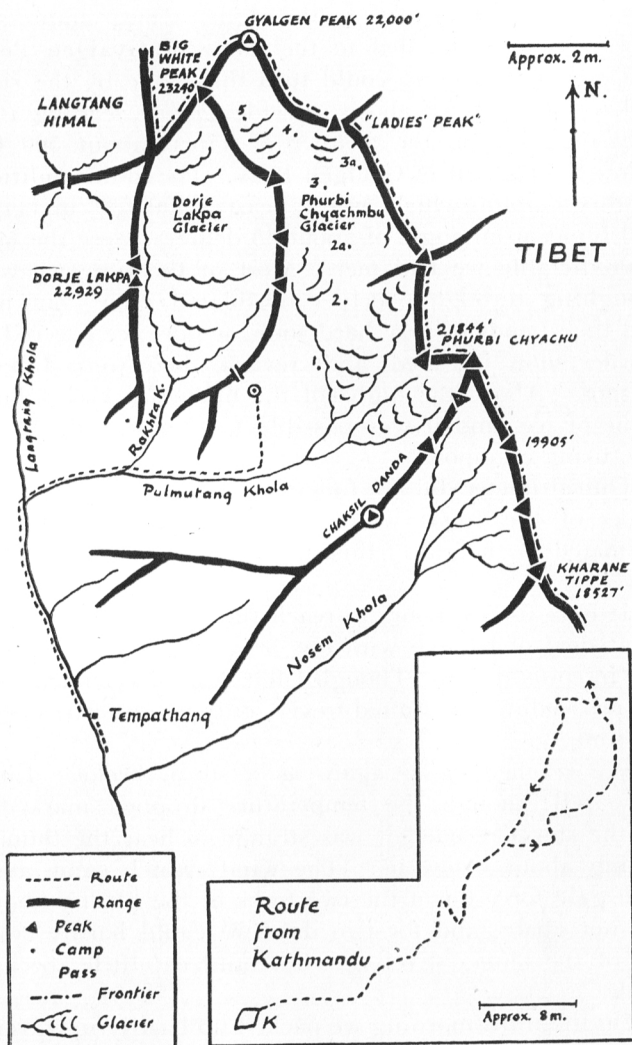 GYALGEN PEAK 22,000'
BIG
WHITE
PEAK
23240'
Approx. 2m.
N.
LANGTANG
HIMAL
"LADIES' PEAK"
5.
4.
3a.
3.
Dorje
Lakpa
Glacier
Phurbi
Chyachmbu
Glacier
2a.
TIBET
DORJE LAKPA
22,929
2.
21844'
PHURBI CHYACHU
1.
Langtang Khola
Rakhta K.
19905'
Pulmutang Khola
CHAKSIL DANDA
KHARANE
TIPPE
18527'
Nosem Khola
Tempathang
T
Route
Range
Peak
Camp
Pass
Frontier
Glacier
Route
from
Kathmandu
K
Approx. 8m.